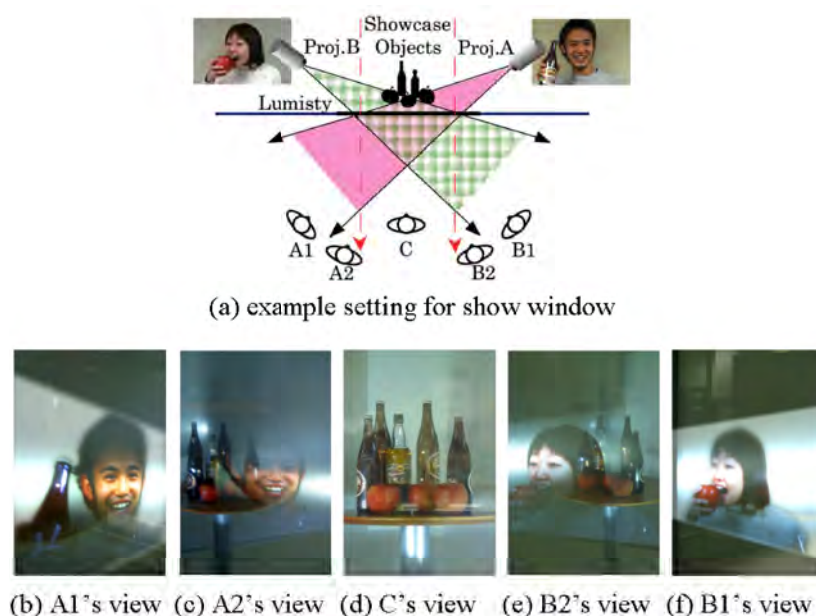 Showcase
Proj.B Objects Proj.A
Lumisty
A1 A2 C B2 B1
(a) example setting for show window
(b) A1's view (c) A2's view (d) C's view (e) B2's view (f) B1's view